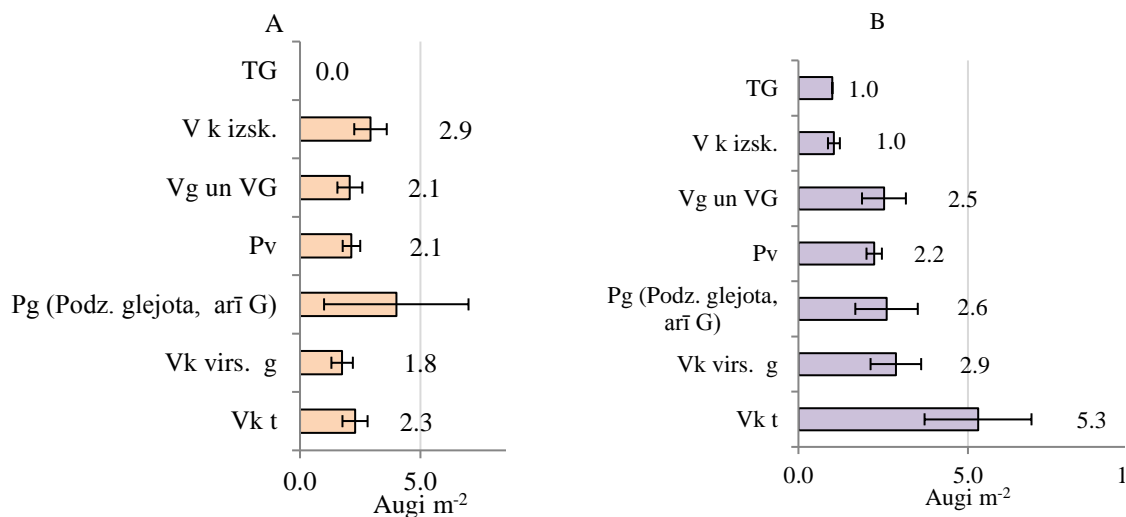 A
TG
0.0
V k izsk.
2.9
Vg un VG
2.1
Pv
2.1
Pg (Podz. glejota, arī G)
Vk virs. g
1.8
Vk t
2.3
0.0 5.0
Augi m-2
B
TG
1.0
V k izsk.
1.0
Vg un VG
2.5
Pv
2.2
Pg (Podz. glejota,
arī G)
2.6
Vk virs. g
2.9
Vk t
5.3
0.0 5.0 1
Augi m-2